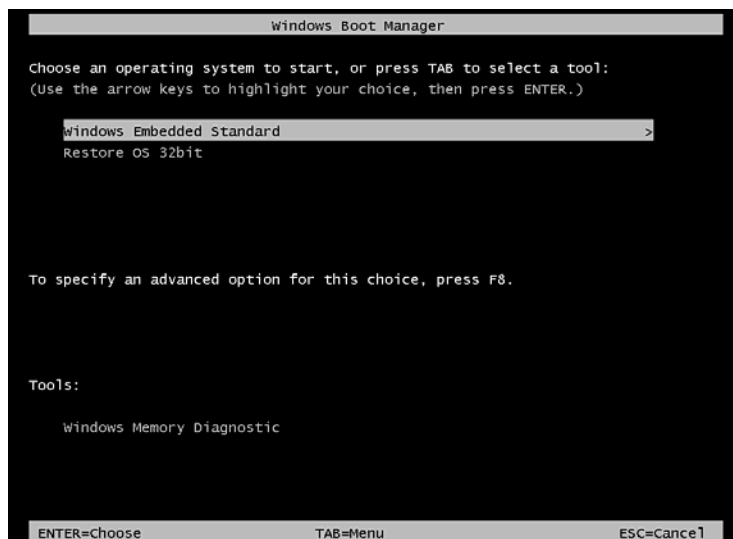 Windows Boot Manager
Choose an operating system to start, or press TAB to select a tool:
(Use the arrow keys to highlight your choice, then press ENTER.)
Windows Embedded Standard >
Restore OS 32bit
To specify an advanced option for this choice, press F8.
Tools:
Windows Memory Diagnostic
ENTER=Choose TAB=Menu ESC=Cancel